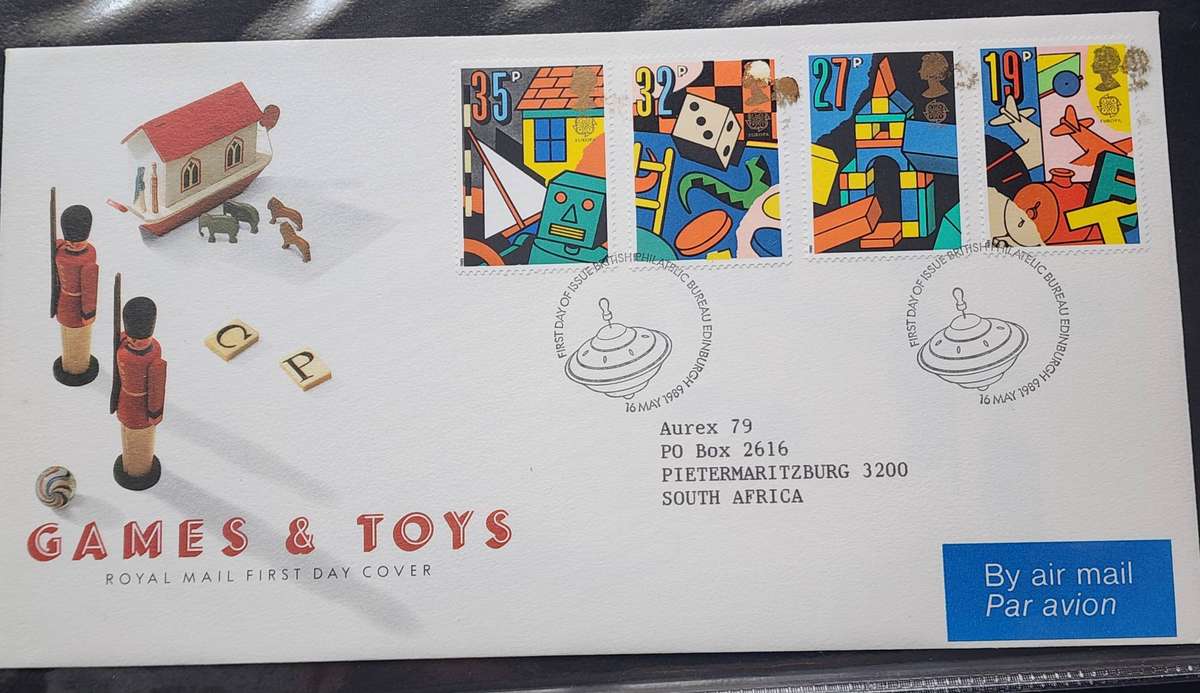 35P
32P
27P
19P
EUROPA
EUROPA
EUROPA
EUROPA
FIRST DAY OF ISSUE BRITISH PHILATELIC BUREAU EDINBURGH
16 MAY 1989
FIRST DAY OF ISSUE BRITISH PHILATELIC BUREAU EDINBURGH
16 MAY 1989
C
P
Aurex 79
PO Box 2616
PIETERMARITZBURG 3200
SOUTH AFRICA
GAMES & TOYS
ROYAL MAIL FIRST DAY COVER
By air mail
Par avion